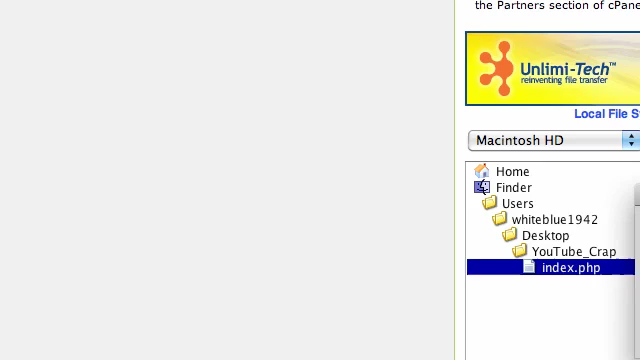 the Partners section of cPane
Unlimi-Tech™
reinventing file transfer
Local File S
Macintosh HD
Home
Finder
Users
whiteblue1942
Desktop
YouTube_Crap
index.php